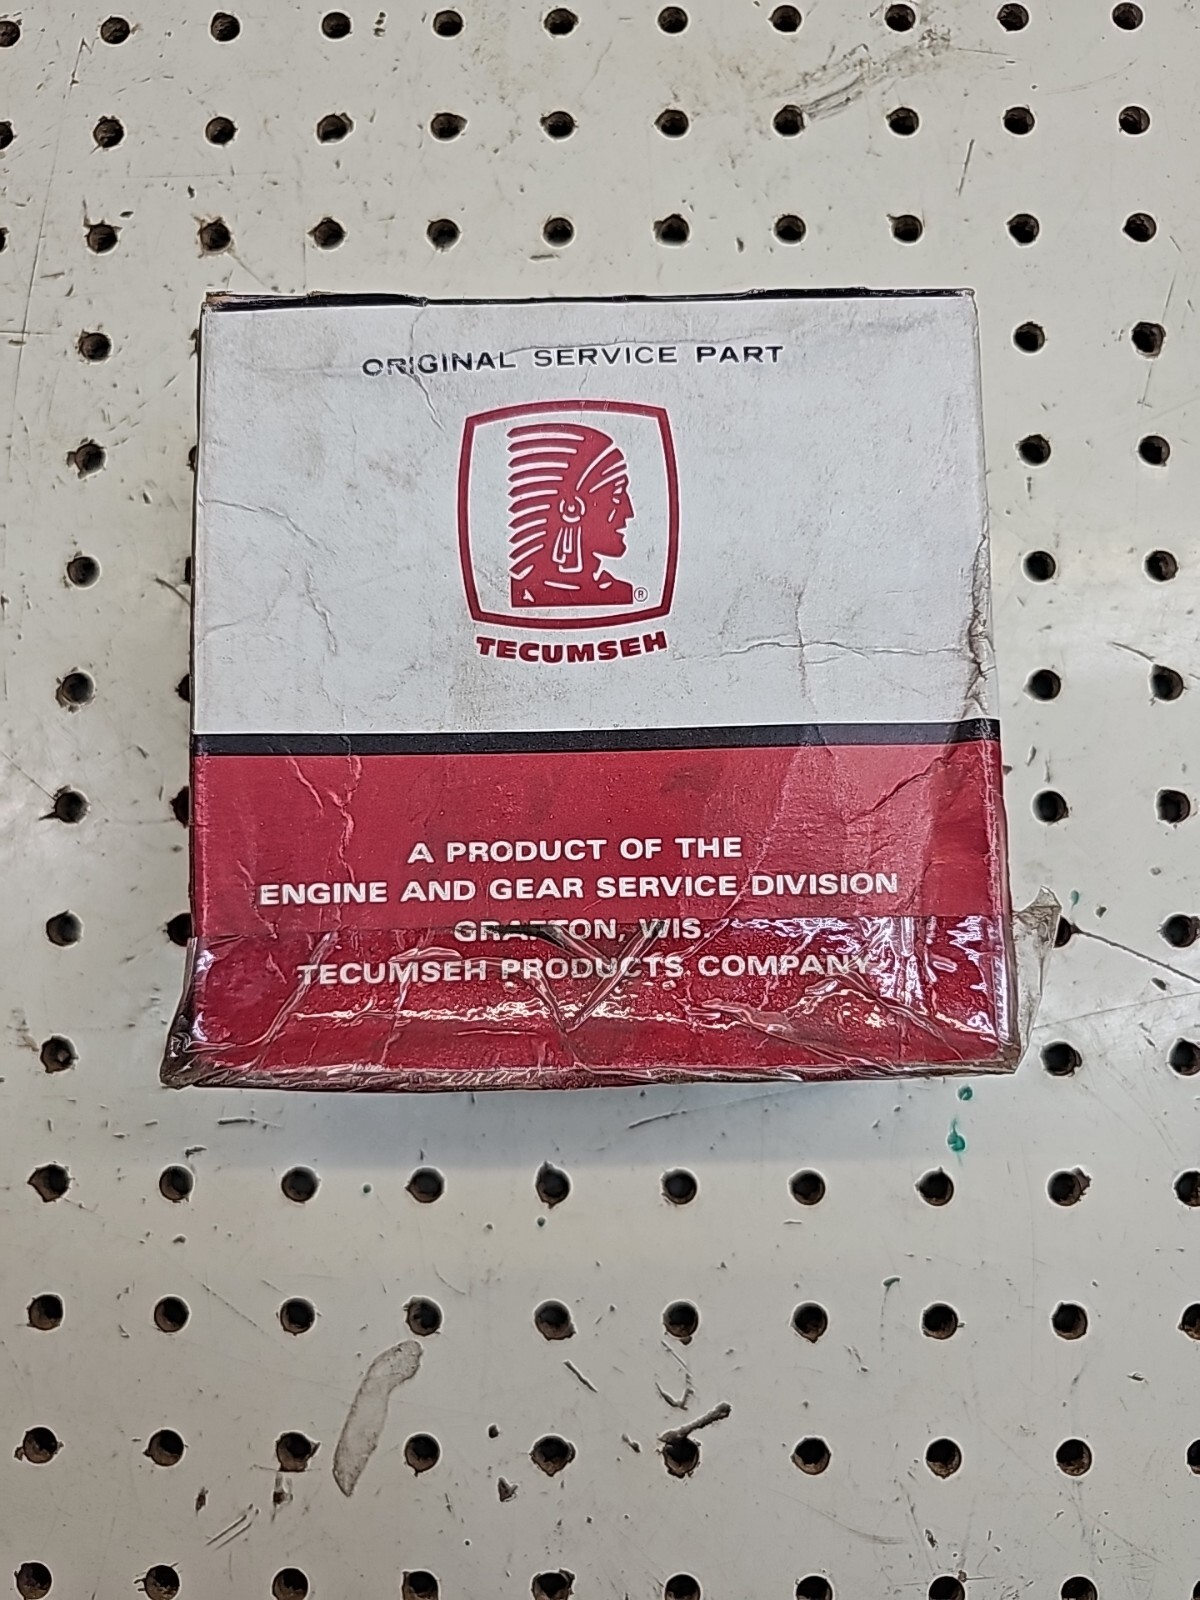 ORIGINAL SERVICE PART
®
TECUMSEH
A PRODUCT OF THE
ENGINE AND GEAR SERVICE DIVISION
GRAFTON, WIS.
TECUMSEH PRODUCTS COMPANY